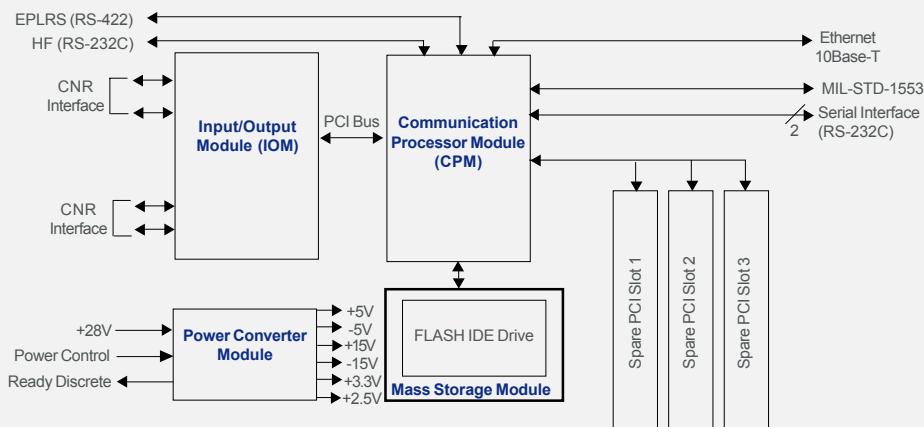 EPLRS (RS-422)
HF (RS-232C)
CNR
Interface
Input/Output
Module (IOM)
PCI Bus
Communication
Processor Module
(CPM)
Ethernet
10Base-T
MIL-STD-1553
2
Serial Interface
(RS-232C)
CNR
Interface
Spare PCI Slot 1
Spare PCI Slot 2
Spare PCI Slot 3
+28V
Power Control
Ready Discrete
Power Converter
Module
+5V
-5V
+15V
-15V
+3.3V
+2.5V
FLASH IDE Drive
Mass Storage Module